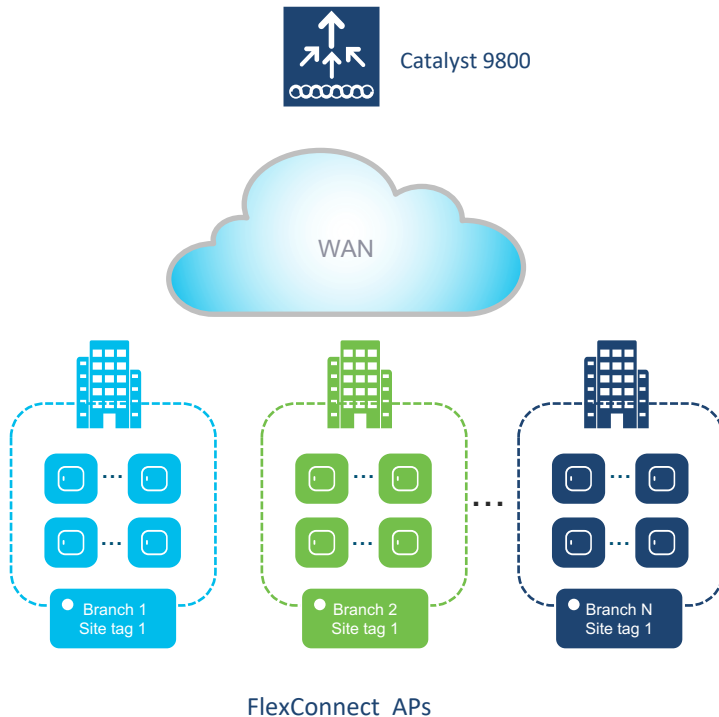 Catalyst 9800
WAN
...
...
...
...
...
...
...
Branch 1
Site tag 1
Branch 2
Site tag 1
Branch N
Site tag 1
FlexConnect APs